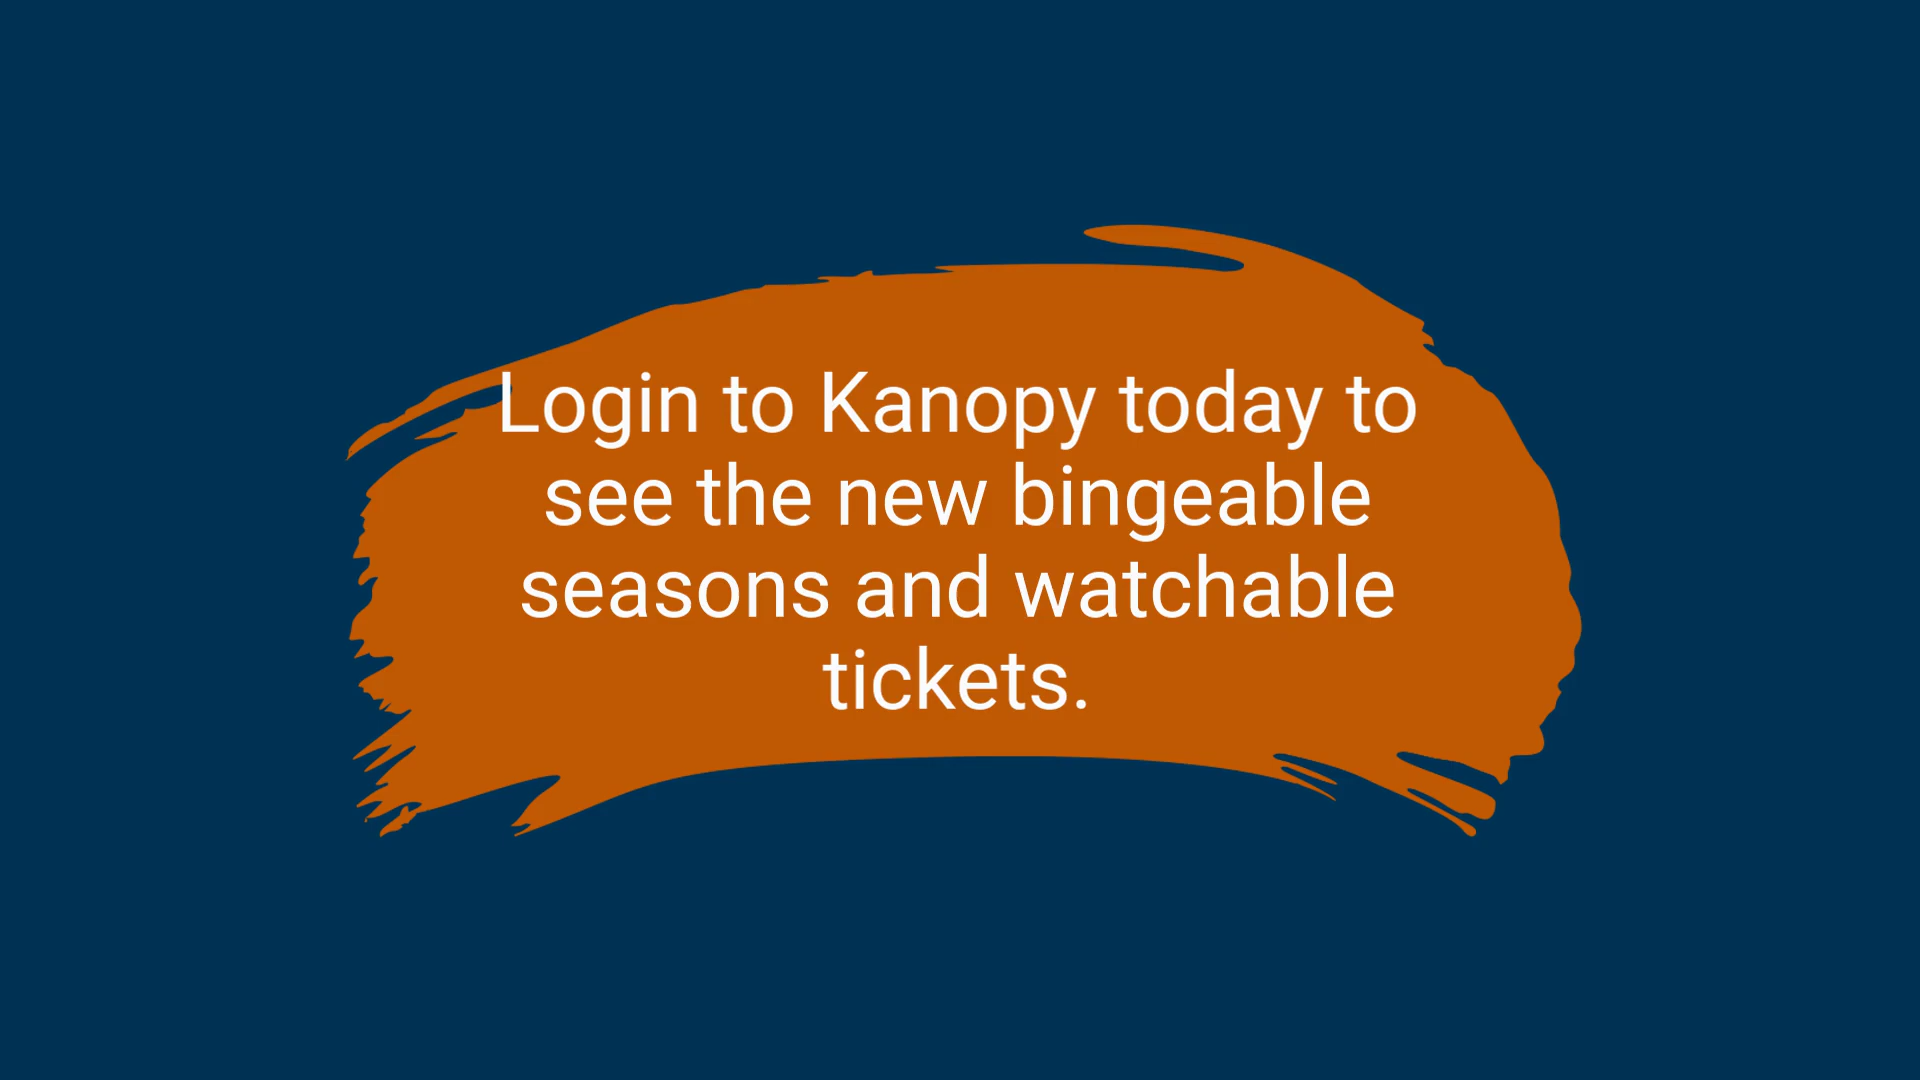 Login to Kanopy today to
see the new bingeable
seasons and watchable
tickets.